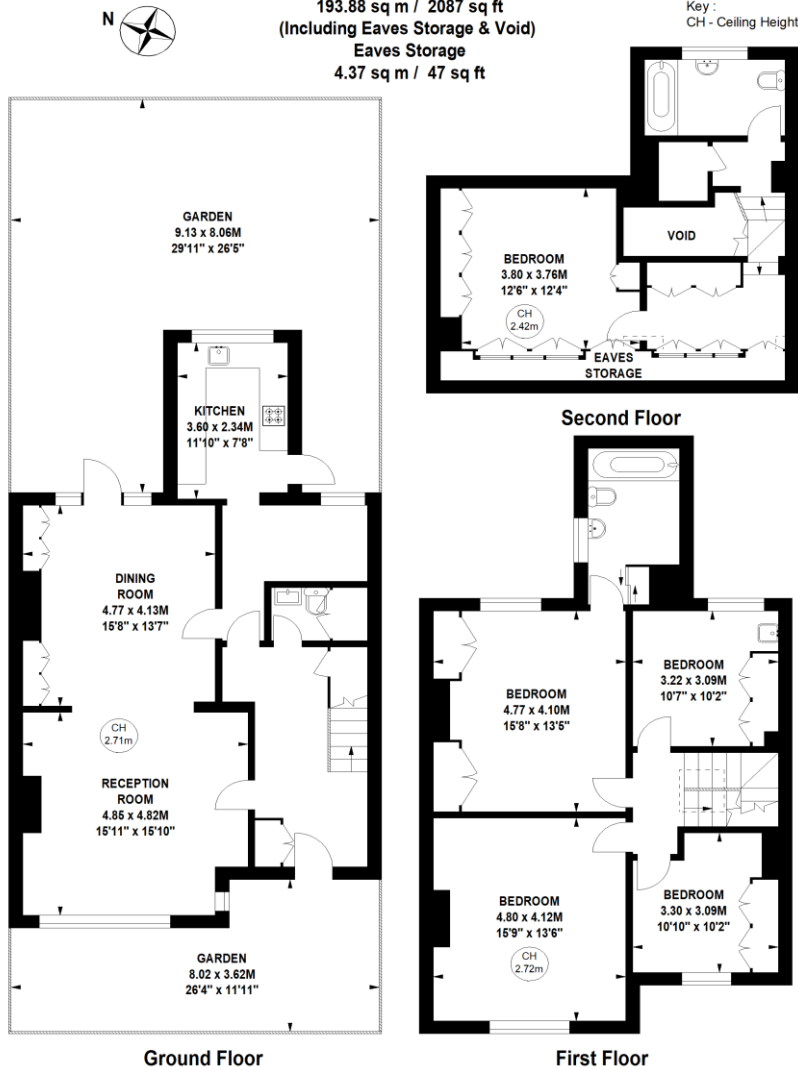 193.88 sq m / 2087 sq ft
(Including Eaves Storage & Void)
Eaves Storage
4.37 sq m / 47 sq ft
N
Key :
CH - Ceiling Height
GARDEN
9.13 x 8.06M
29'11" x 26'5"
KITCHEN
3.60 x 2.34M
11'10" x 7'8"
DINING
ROOM
4.77 x 4.13M
15'8" x 13'7"
CH
2.71m
RECEPTION
ROOM
4.85 x 4.82M
15'11" x 15'10"
GARDEN
8.02 x 3.62M
26'4" x 11'11"
Ground Floor
VOID
BEDROOM
3.80 x 3.76M
12'6" x 12'4"
CH
2.42m
EAVES
STORAGE
Second Floor
BEDROOM
4.77 x 4.10M
15'8" x 13'5"
BEDROOM
3.22 x 3.09M
10'7" x 10'2"
BEDROOM
4.80 x 4.12M
15'9" x 13'6"
CH
2.72m
BEDROOM
3.30 x 3.09M
10'10" x 10'2"
First Floor